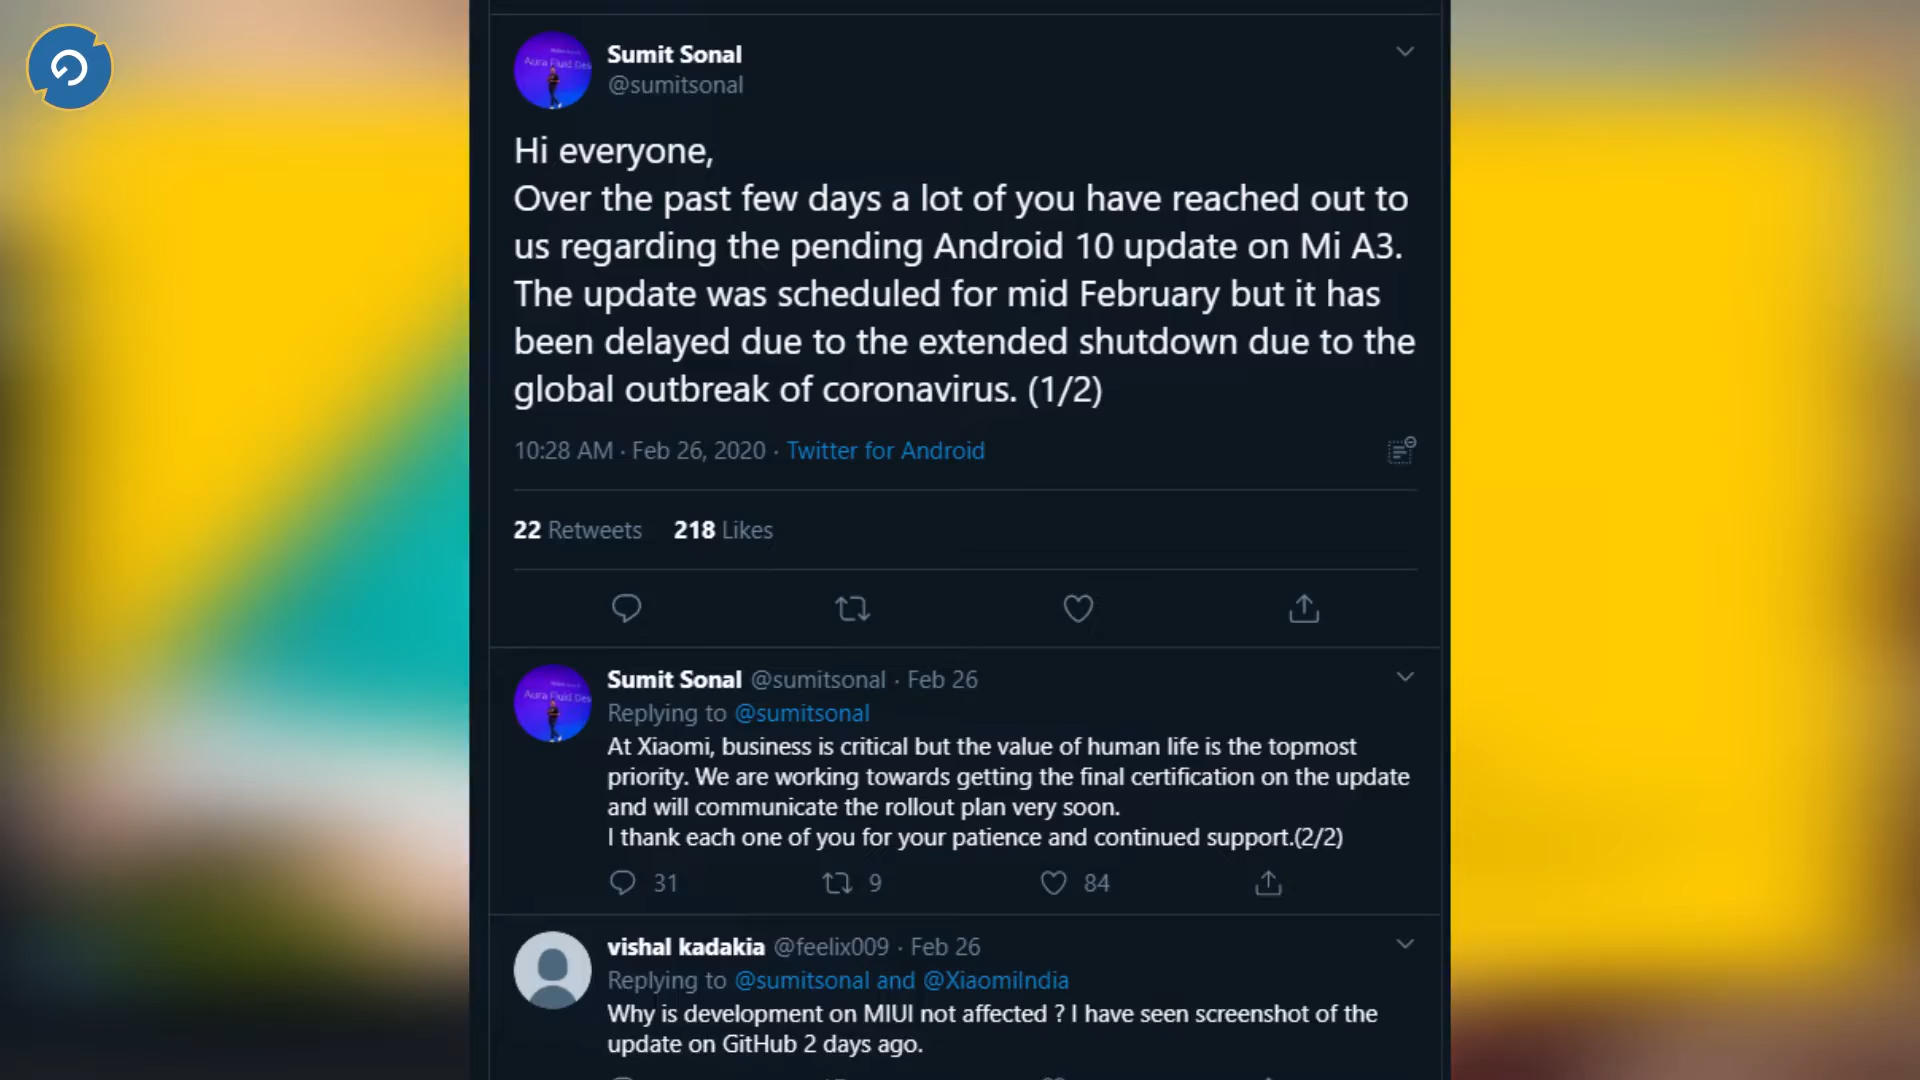 Sumit Sonal
@sumitsonal
Hi everyone,
Over the past few days a lot of you have reached out to
us regarding the pending Android 10 update on Mi A3.
The update was scheduled for mid February but it has
been delayed due to the extended shutdown due to the
global outbreak of coronavirus. (1/2)
10:28 AM · Feb 26, 2020 · Twitter for Android
22 Retweets 218 Likes
Sumit Sonal @sumitsonal · Feb 26
Replying to @sumitsonal
At Xiaomi, business is critical but the value of human life is the topmost
priority. We are working towards getting the final certification on the update
and will communicate the rollout plan very soon.
I thank each one of you for your patience and continued support.(2/2)
31 9 84
vishal kadakia @feelix009 · Feb 26
Replying to @sumitsonal and @XiaomiIndia
Why is development on MIUI not affected ? I have seen screenshot of the
update on GitHub 2 days ago.